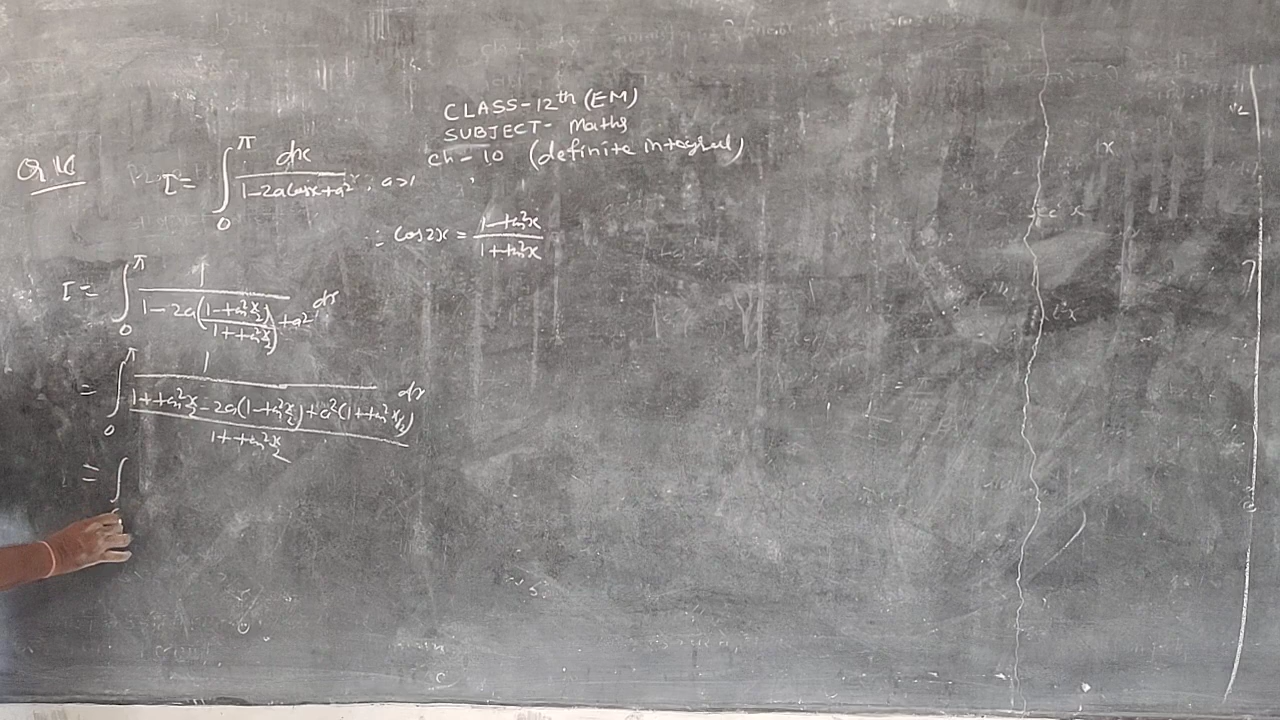 CLASS-12th (EM)
SUBJECT- Maths
Ch-10 (definite integral)
I = ∫₀^π dx / (1-2acosx+a²), a>1
∴ cos2x = (1-tan²x) / (1+tan²x)
I = ∫₀^π 1 / (1-2a((1-tan²x/2) / (1+tan²x/2))+a²) dx
= ∫₀^π 1 / ((1+tan²x/2-2a(1-tan²x/2)+a²(1+tan²x/2)) / (1+tan²x/2)) dx
= ∫